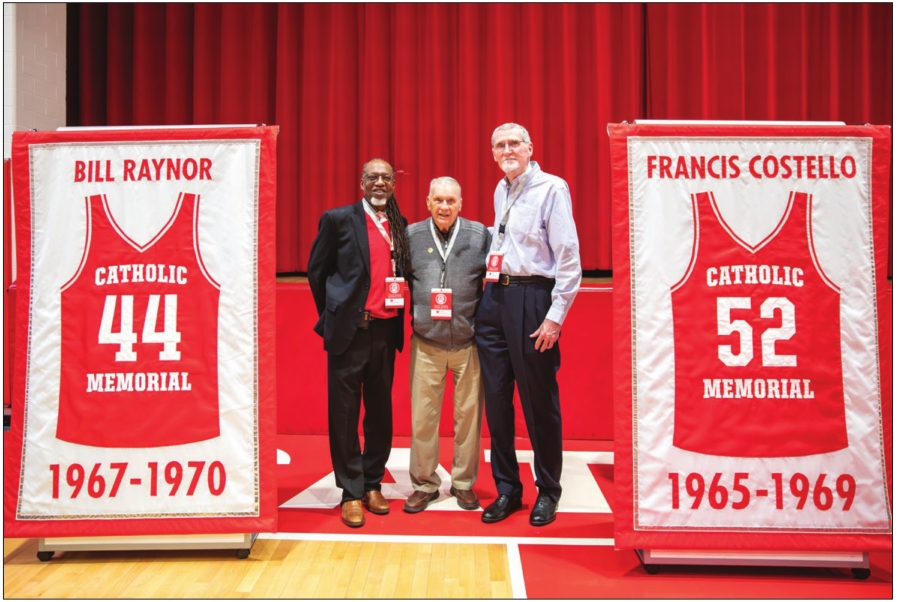 BILL RAYNOR
CATHOLIC
44
MEMORIAL
1967-1970
FRANCIS COSTELLO
CATHOLIC
52
MEMORIAL
1965-1969